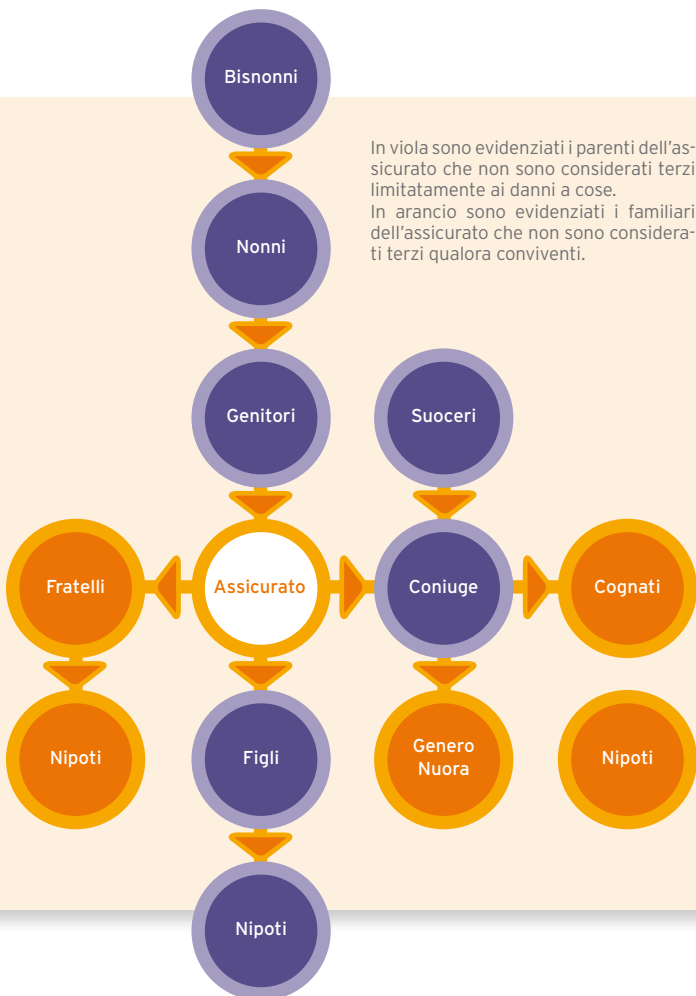 Bisnonni
In viola sono evidenziati i parenti dell'as-
sicurato che non sono considerati terzi
limitatamente ai danni a cose.
In arancio sono evidenziati i familiari
dell'assicurato che non sono considera-
ti terzi qualora conviventi.
Nonni
Genitori
Suoceri
Fratelli
Assicurato
Coniuge
Cognati
Nipoti
Figli
Genero
Nuora
Nipoti
Nipoti